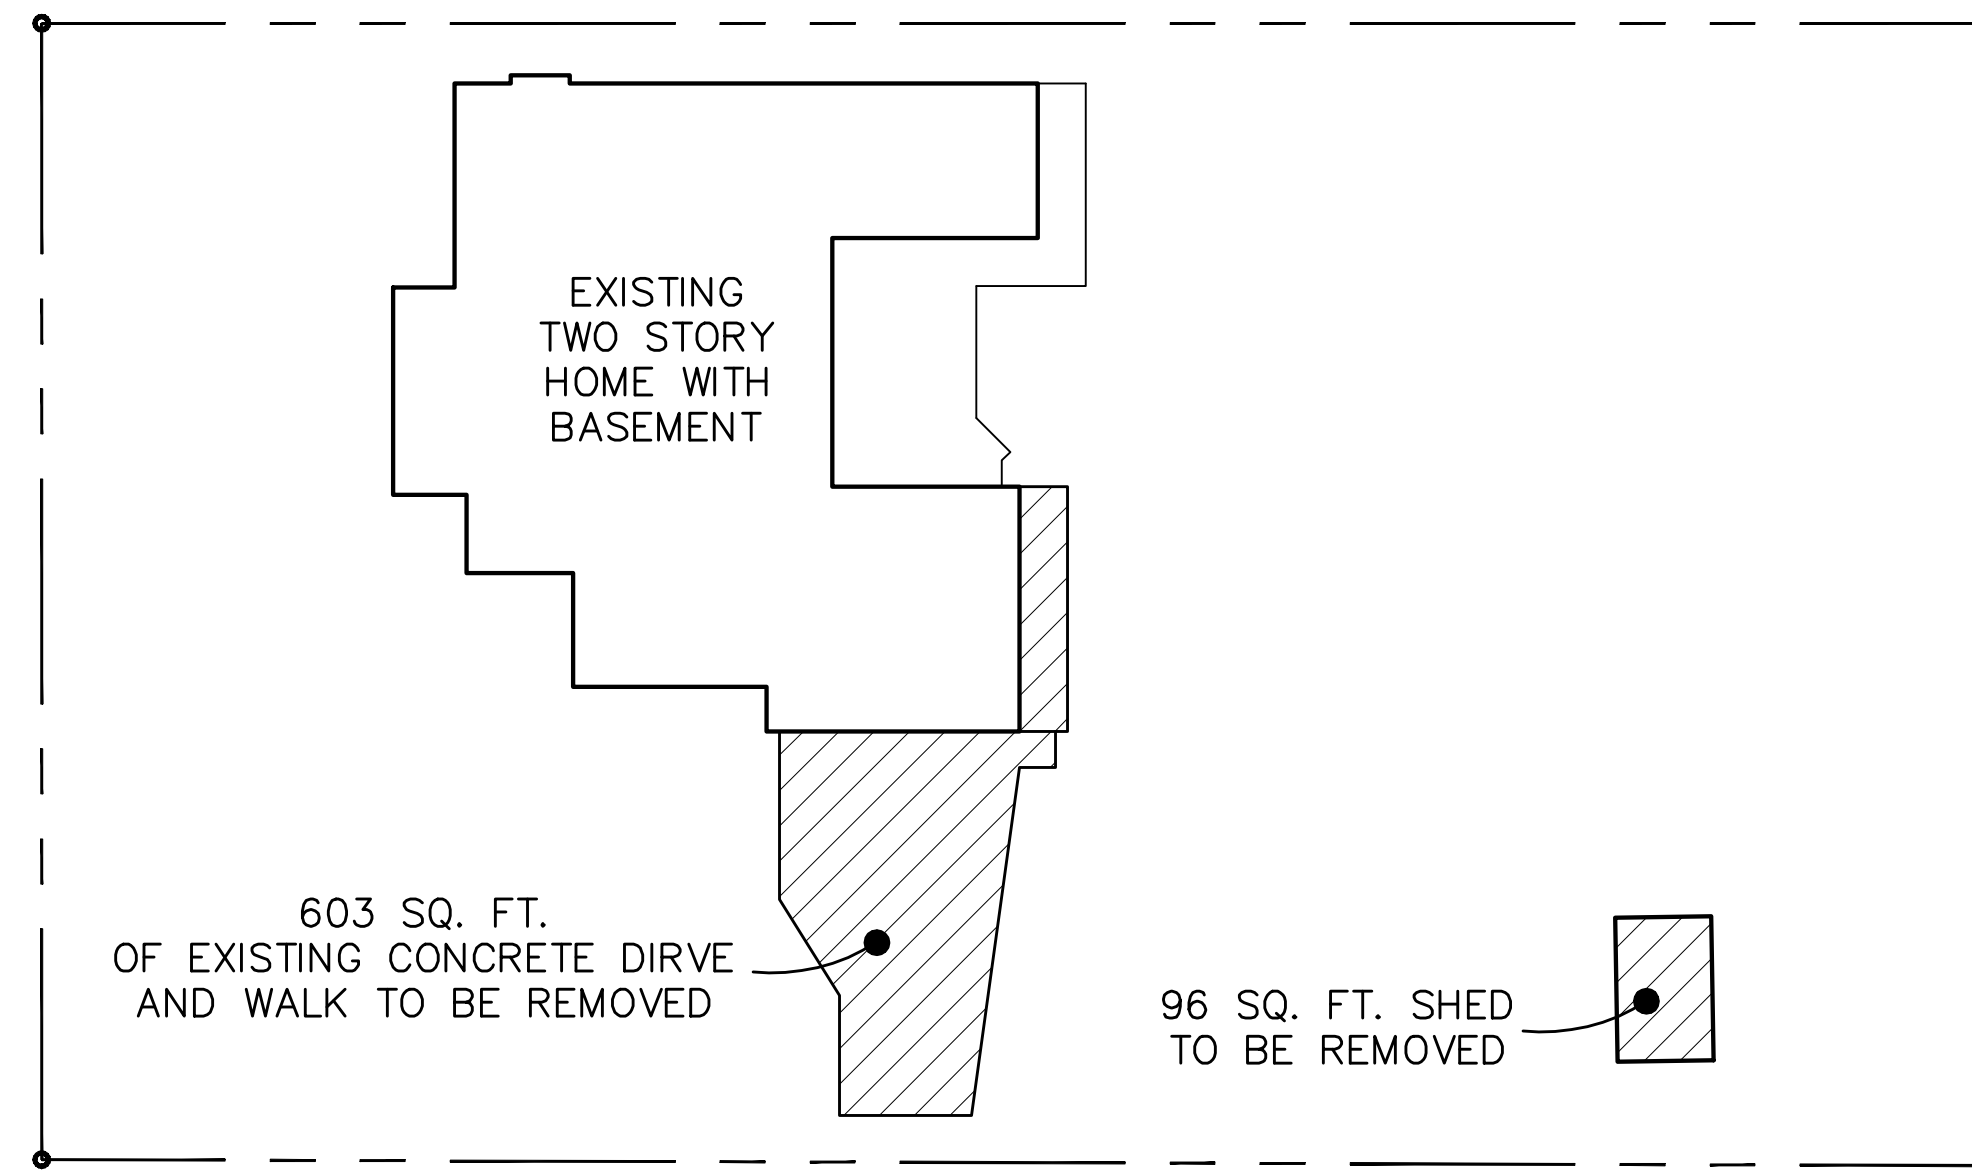 EXISTING
TWO STORY
HOME WITH
BASEMENT
603 SQ. FT.
OF EXISTING CONCRETE DIRVE
AND WALK TO BE REMOVED
96 SQ. FT. SHED
TO BE REMOVED